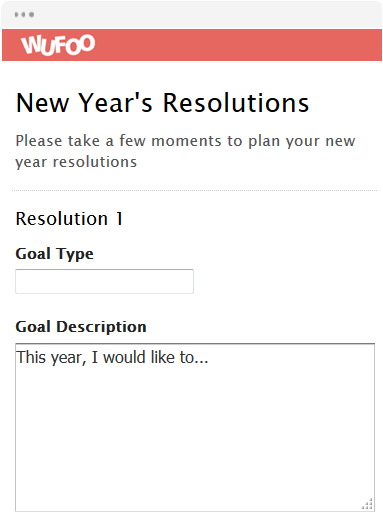 WUFOO
New Year's Resolutions
Please take a few moments to plan your new
year resolutions
Resolution 1
Goal Type
Goal Description
This year, I would like to...